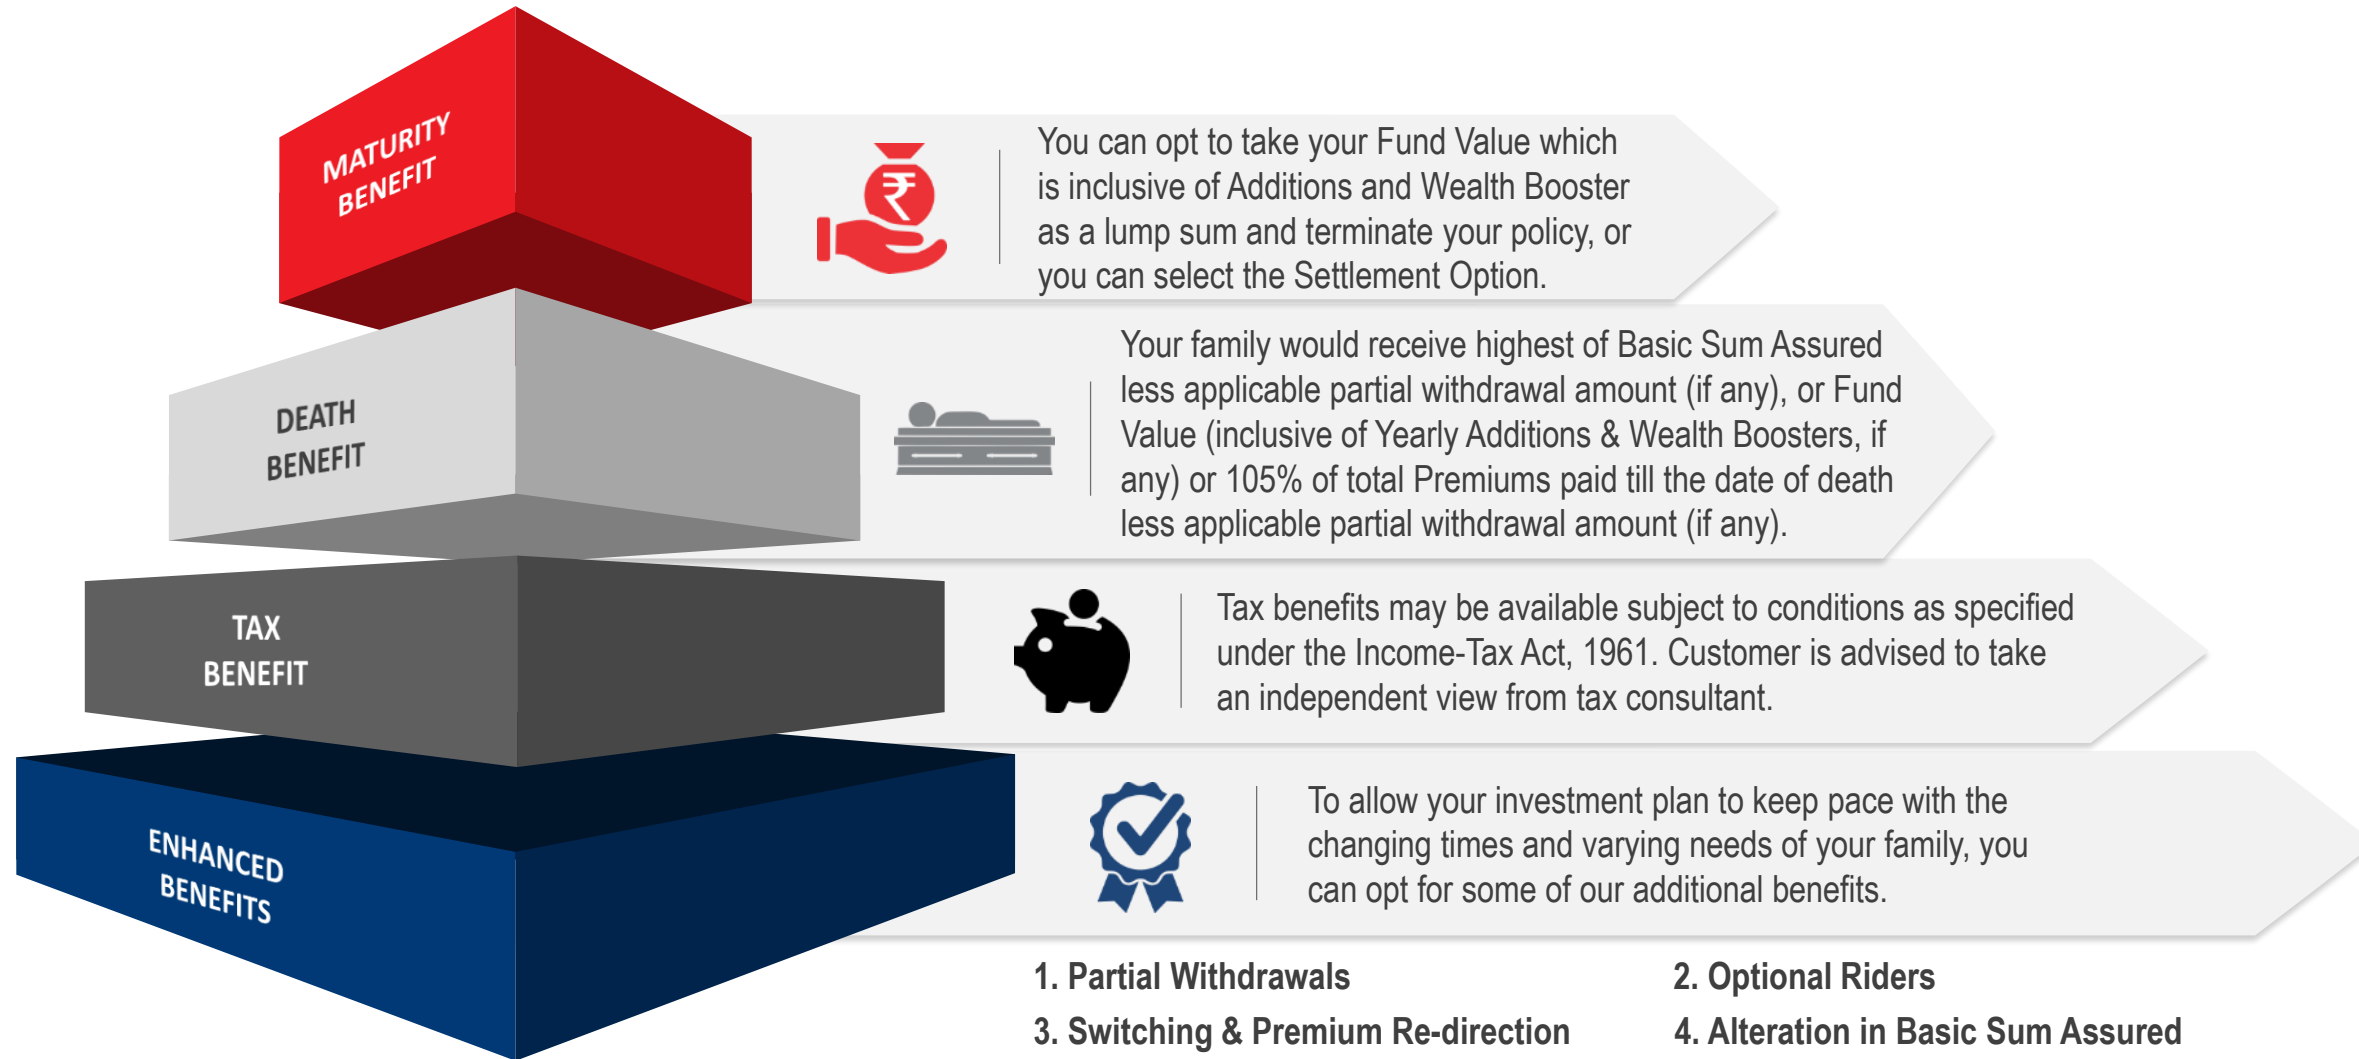 MATURITY
BENEFIT
You can opt to take your Fund Value which
is inclusive of Additions and Wealth Booster
as a lump sum and terminate your policy, or
you can select the Settlement Option.
DEATH
BENEFIT
Your family would receive highest of Basic Sum Assured
less applicable partial withdrawal amount (if any), or Fund
Value (inclusive of Yearly Additions & Wealth Boosters, if
any) or 105% of total Premiums paid till the date of death
less applicable partial withdrawal amount (if any).
TAX
BENEFIT
Tax benefits may be available subject to conditions as specified
under the Income-Tax Act, 1961. Customer is advised to take
an independent view from tax consultant.
ENHANCED
BENEFITS
To allow your investment plan to keep pace with the
changing times and varying needs of your family, you
can opt for some of our additional benefits.
1. Partial Withdrawals
2. Optional Riders
3. Switching & Premium Re-direction
4. Alteration in Basic Sum Assured
₹